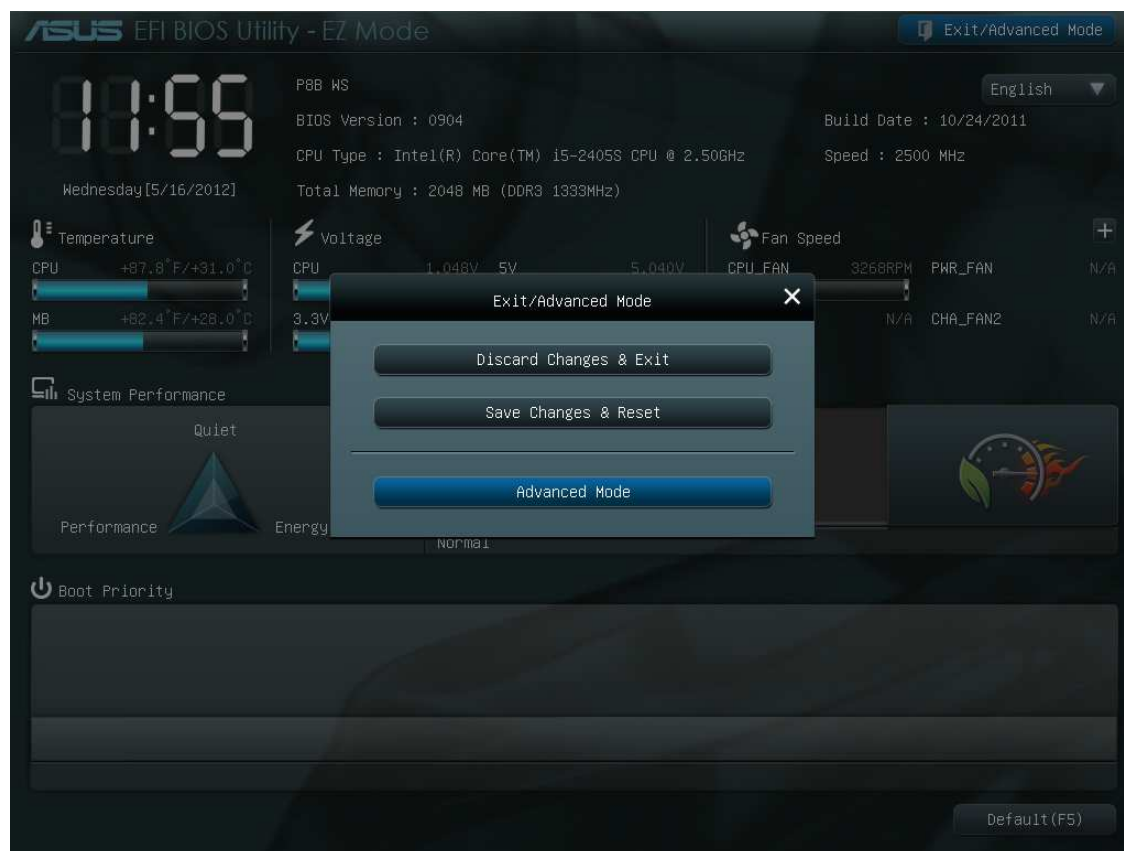 ASUS EFI BIOS Utility - EZ Mode
Exit/Advanced Mode
11:55
Wednesday[5/16/2012]
P8B WS
English
BIOS Version : 0904
Build Date : 10/24/2011
CPU Type : Intel(R) Core(TM) i5-2405S CPU @ 2.50GHz
Speed : 2500 MHz
Total Memory : 2048 MB (DDR3 1333MHz)
Temperature
Voltage
Fan Speed
CPU +87.8°F/+31.0°C
CPU 1.048V 5V 5.040V
CPU_FAN 3268RPM PWR_FAN N/A
MB +82.4°F/+28.0°C
3.3V
N/A CHA_FAN2 N/A
Exit/Advanced Mode
Discard Changes & Exit
Save Changes & Reset
Advanced Mode
System Performance
Quiet
Performance
Energy
Normal
Boot Priority
Default(F5)